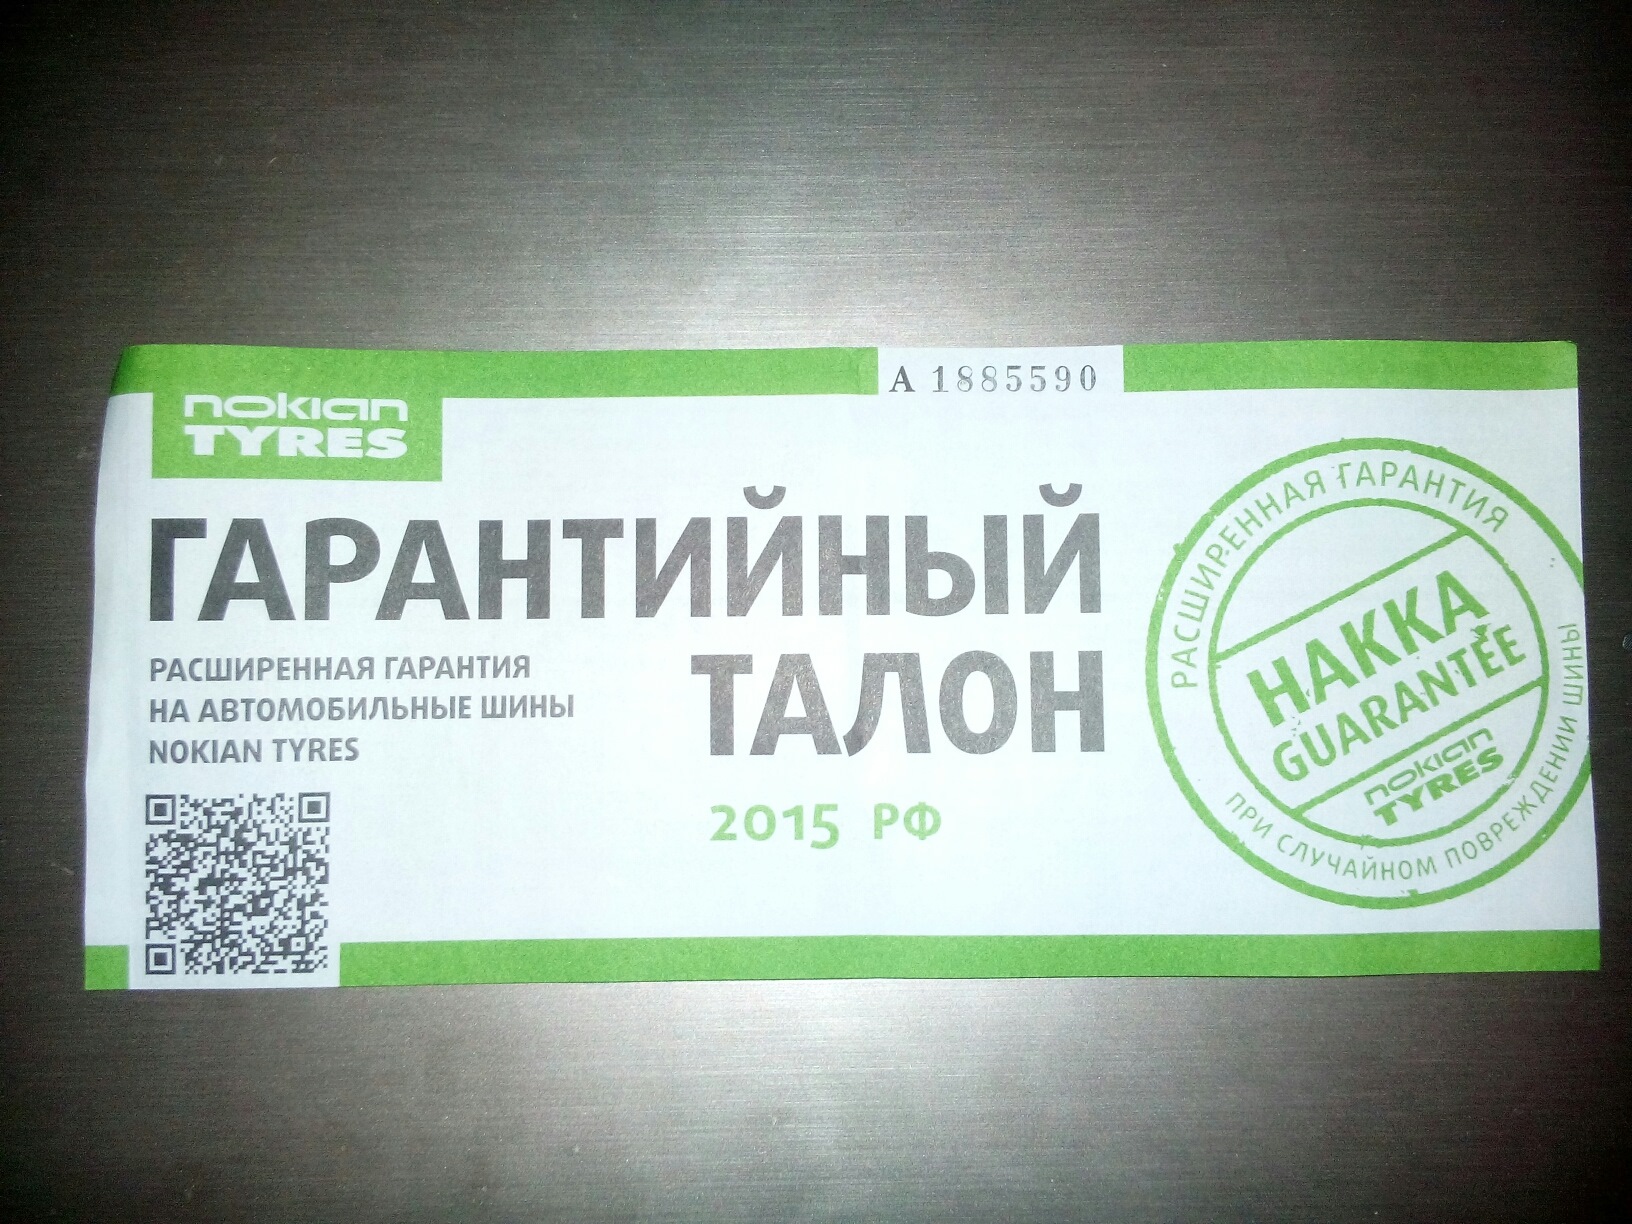 A 1885590
nokian
TYRES
ГАРАНТИЙНЫЙ
ТАЛОН
РАСШИРЕННАЯ ГАРАНТИЯ
НА АВТОМОБИЛЬНЫЕ ШИНЫ
NOKIAN TYRES
2015 РФ
РАСШИРЕННАЯ ГАРАНТИЯ
HAKKA
GUARANTEE
nokian
TYRES
ПРИ СЛУЧАЙНОМ ПОВРЕЖДЕНИИ ШИНЫ